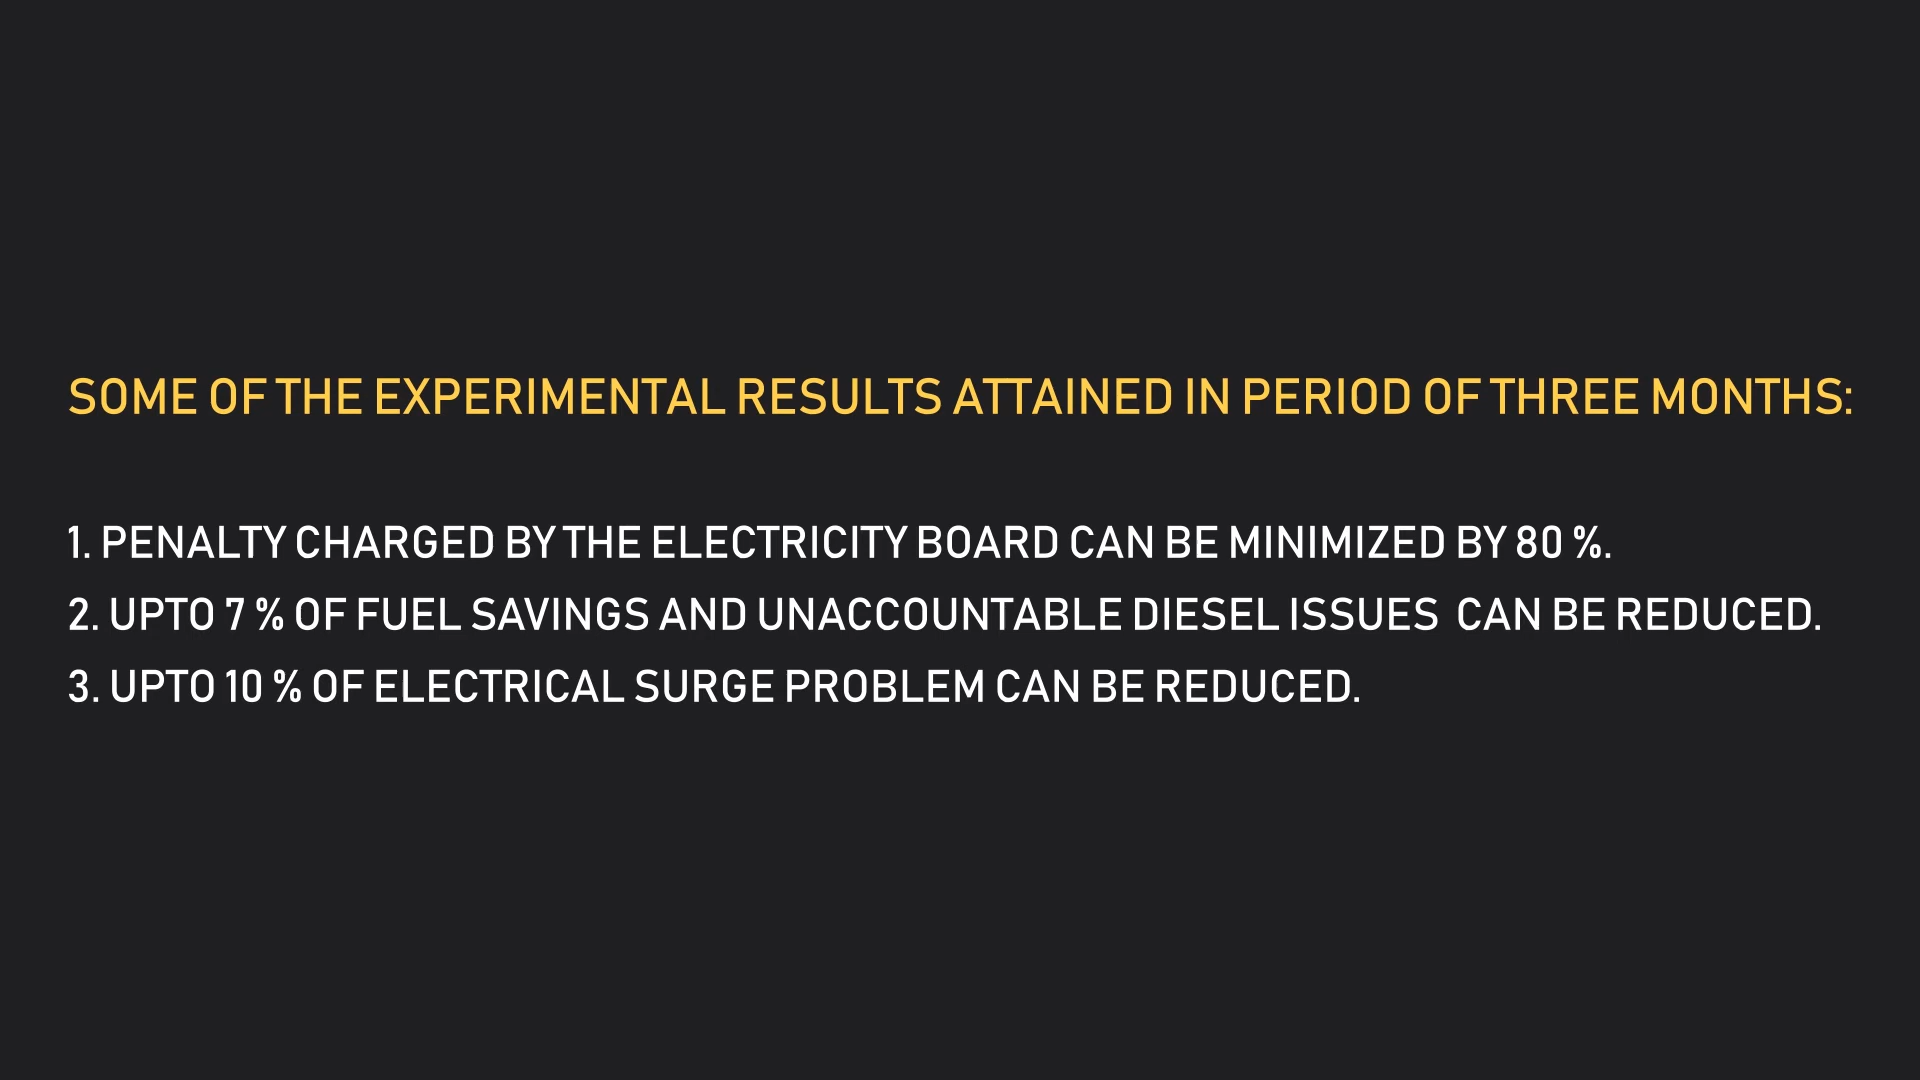 SOME OF THE EXPERIMENTAL RESULTS ATTAINED IN PERIOD OF THREE MONTHS:
1. PENALTY CHARGED BY THE ELECTRICITY BOARD CAN BE MINIMIZED BY 80 %.
2. UPTO 7 % OF FUEL SAVINGS AND UNACCOUNTABLE DIESEL ISSUES  CAN BE REDUCED.
3. UPTO 10 % OF ELECTRICAL SURGE PROBLEM CAN BE REDUCED.